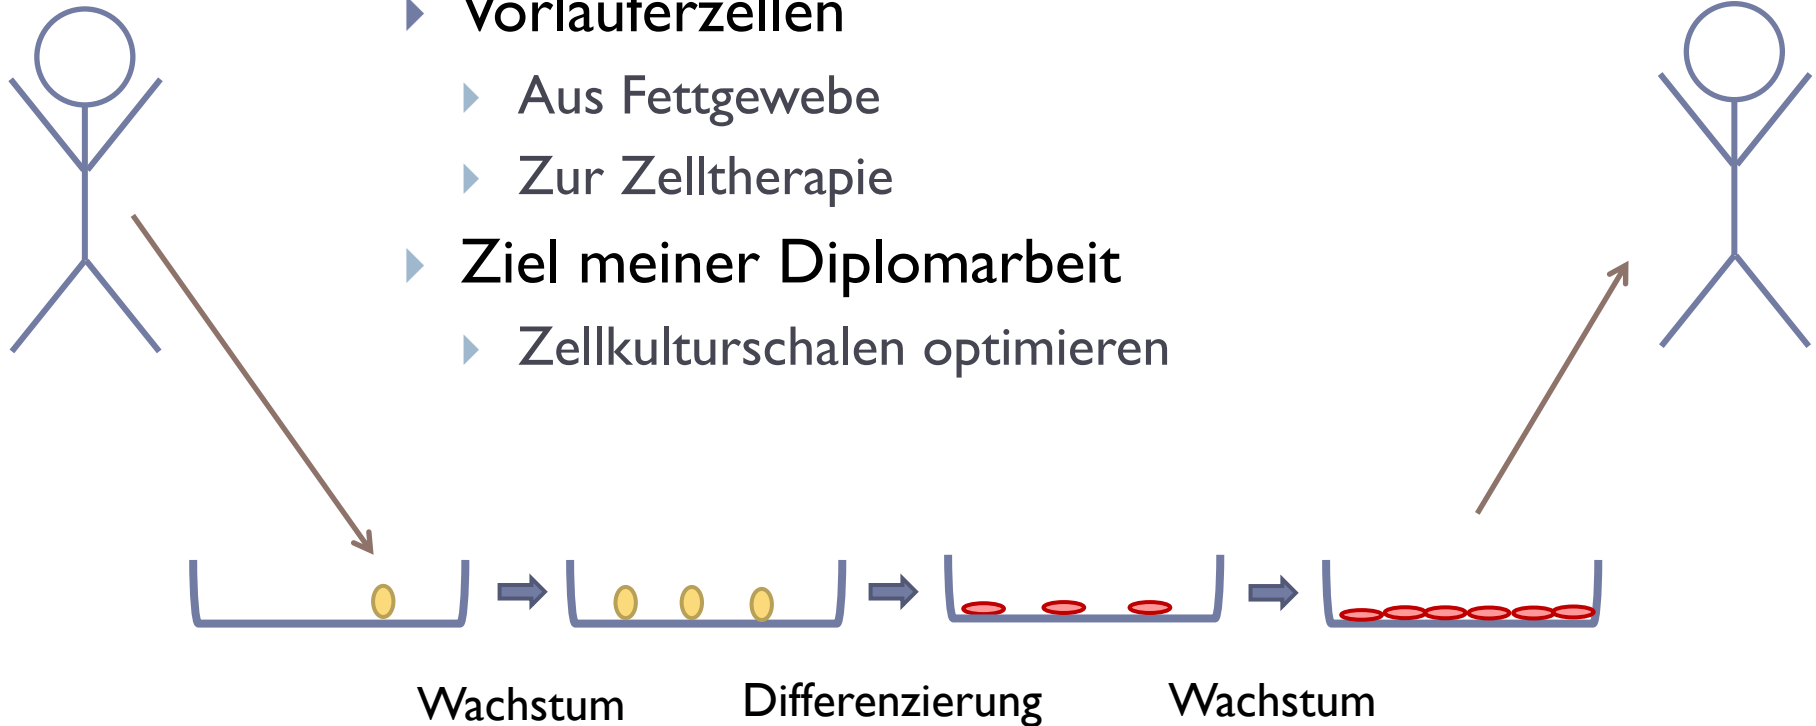 Vorläuferzellen
Aus Fettgewebe
Zur Zelltherapie
Ziel meiner Diplomarbeit
Zellkulturschalen optimieren
Wachstum Differenzierung Wachstum